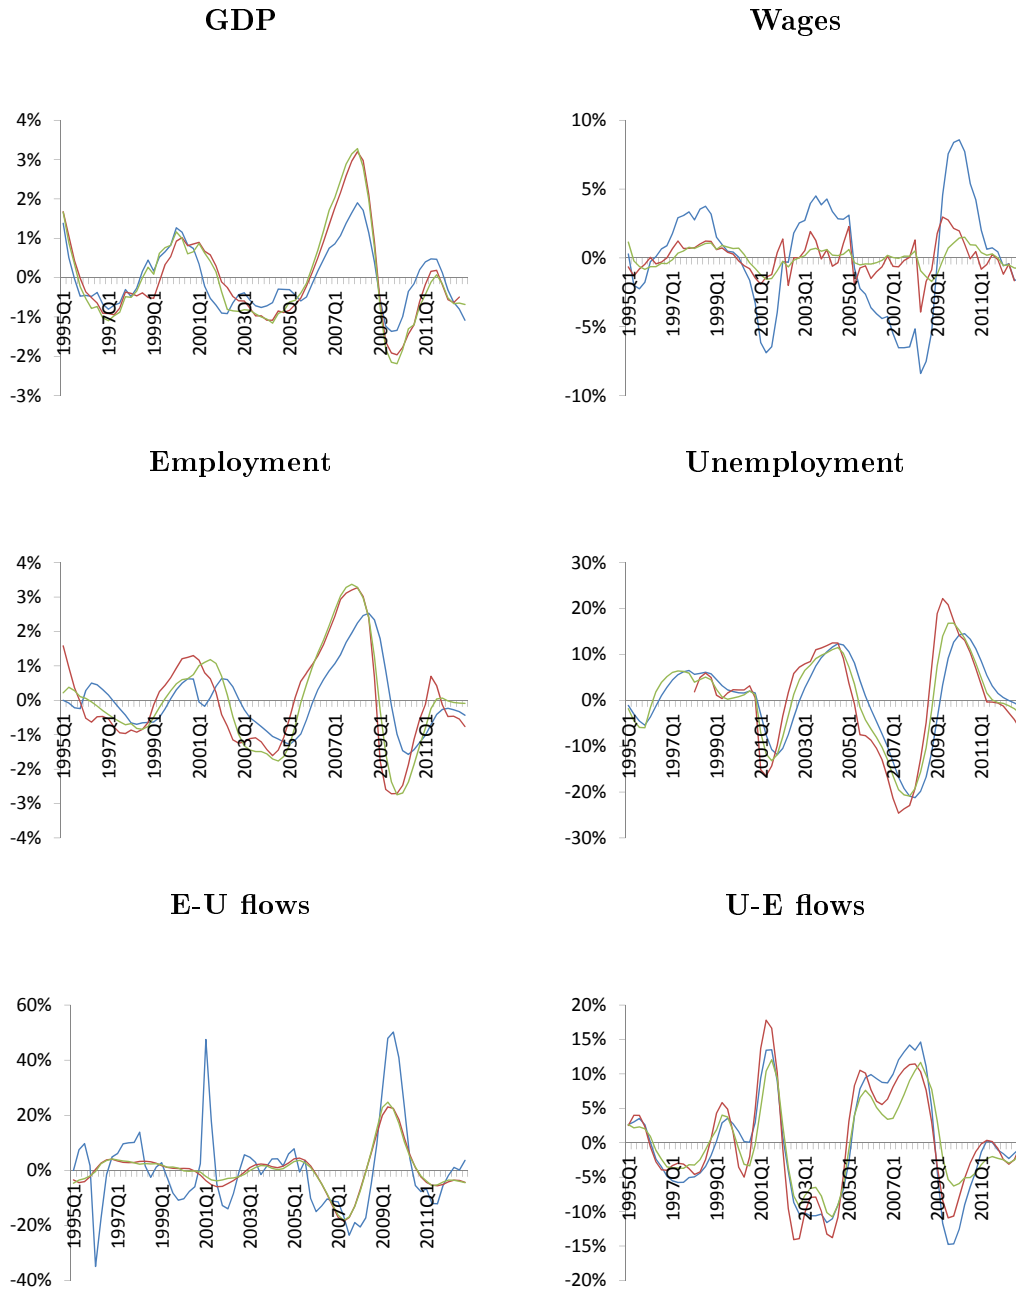 GDP
4%
3%
2%
1%
0%
-1%
-2%
-3%
1995Q1
1997Q1
1999Q1
2001Q1
2003Q1
2005Q1
2007Q1
2009Q1
2011Q1
Wages
10%
5%
0%
-5%
-10%
1995Q1
1997Q1
1999Q1
2001Q1
2003Q1
2005Q1
2007Q1
2009Q1
2011Q1
Employment
4%
3%
2%
1%
0%
-1%
-2%
-3%
-4%
1995Q1
1997Q1
1999Q1
2001Q1
2003Q1
2005Q1
2007Q1
2009Q1
2011Q1
Unemployment
30%
20%
10%
0%
-10%
-20%
-30%
1995Q1
1997Q1
1999Q1
2001Q1
2003Q1
2005Q1
2007Q1
2009Q1
2011Q1
E-U flows
60%
40%
20%
0%
-20%
-40%
1995Q1
1997Q1
1999Q1
2001Q1
2003Q1
2005Q1
2007Q1
2009Q1
2011Q1
U-E flows
20%
15%
10%
5%
0%
-5%
-10%
-15%
-20%
1995Q1
1997Q1
1999Q1
2001Q1
2003Q1
2005Q1
2007Q1
2009Q1
2011Q1